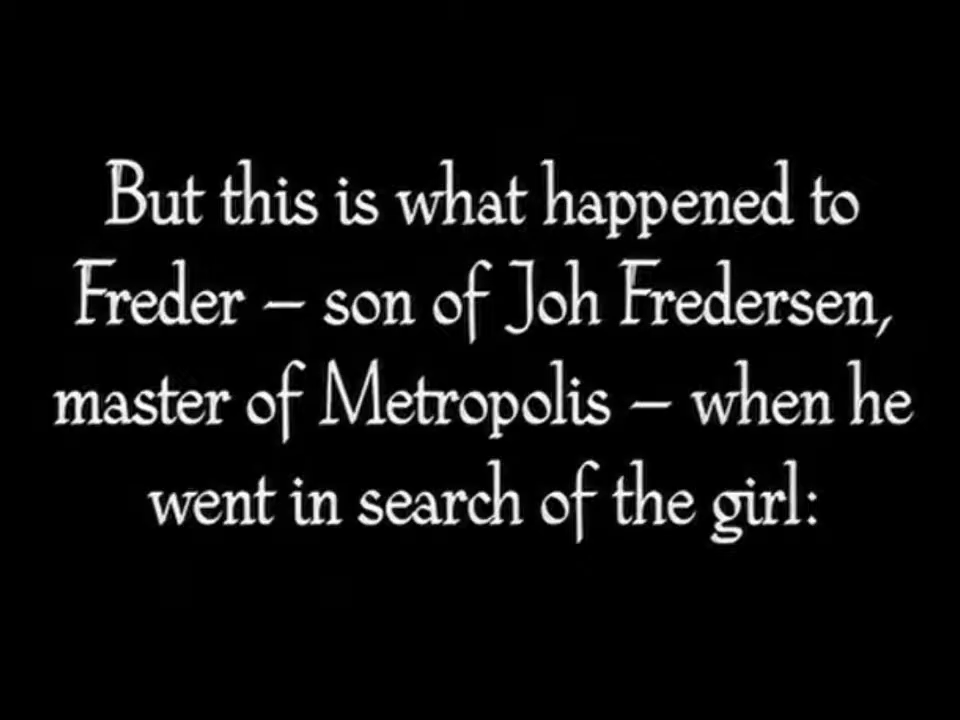 But this is what happened to
Freder – son of Joh Fredersen,
master of Metropolis – when he
went in search of the girl: